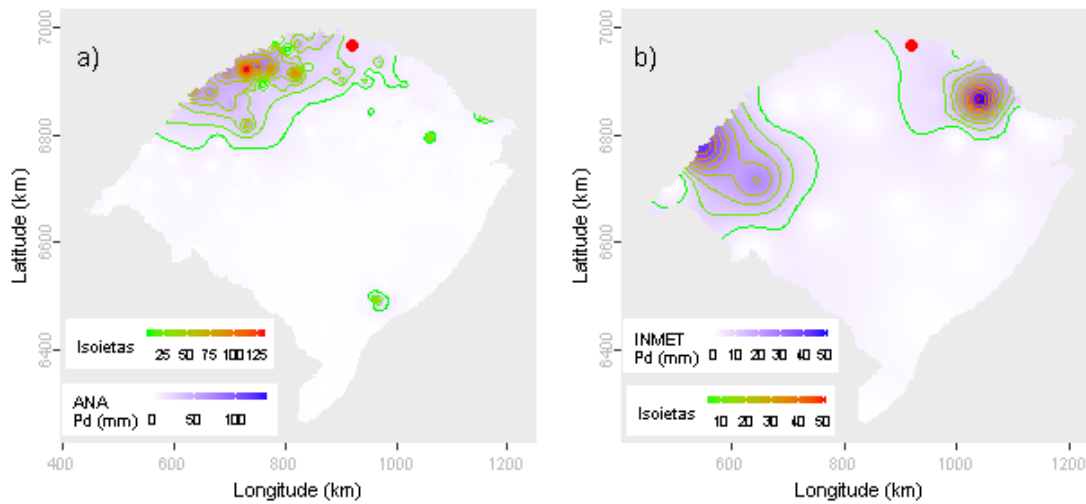 a)
7000
6800
6600
6400
Latitude (km)
Isoietas
25 50 75 100 125
ANA
Pd (mm)
0 50 100
400 600 800 1000 1200
Longitude (km)
b)
7000
6800
6600
6400
Latitude (km)
INMET
Pd (mm)
0 10 20 30 40 50
Isoietas
10 20 30 40 50
600 800 1000 1200
Longitude (km)